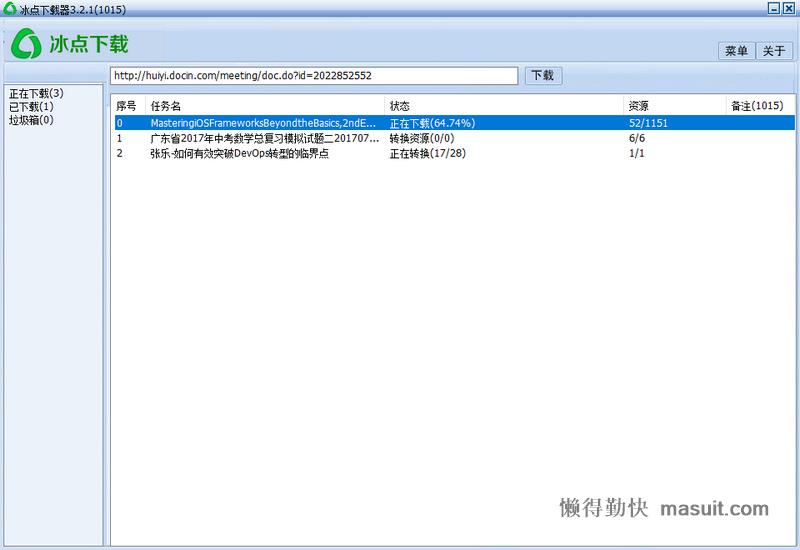 冰点下载器3.2.1(1015)
冰点下载
菜单 关于
http://huiyi.docin.com/meeting/doc.do?id=2022852552 下载
正在下载(3)
已下载(1)
垃圾箱(0)
序号 任务名 状态 资源 备注(1015)
0 MasteringiOSFrameworksBeyondtheBasics,2ndE... 正在下载(64.74%) 52/1151
1 广东省2017年中考数学总复习模拟试题二201707... 转换资源(0/0) 6/6
2 张乐-如何有效突破DevOps转型的临界点 正在转换(17/28) 1/1
懒得勤快 masuit.com